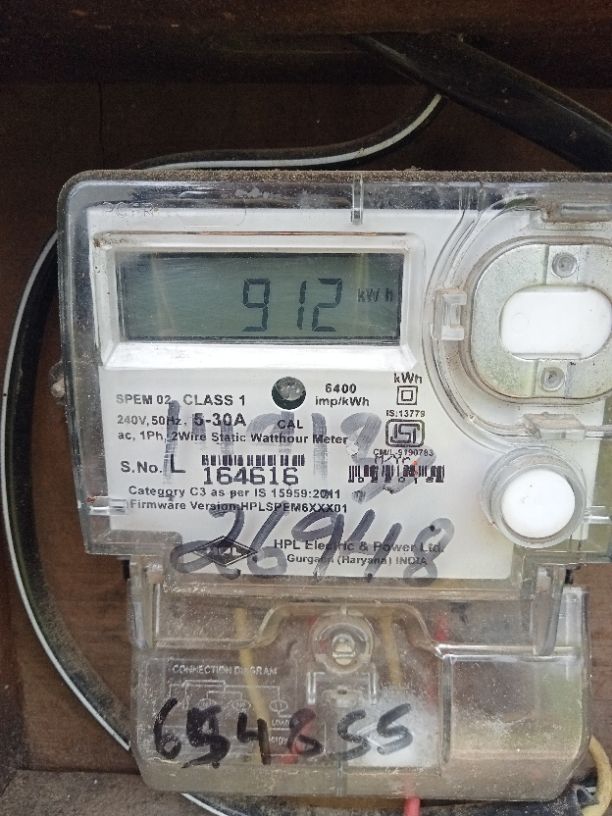 912 kWh
SPEM 02 CLASS 1
6400 imp/kWh
kWh
240V, 50Hz, 5-30A
CAL
IS:13779
ac, 1Ph, 2Wire Static Watthour Meter
CM/L-9190783
S.No. L 164616
Category C3 as per IS 15959:2011
Firmware Version:HPLSPEM6XXX01
HPL Electric & Power Ltd.
Gurgaon (Haryana) INDIA
CONNECTION DIAGRAM